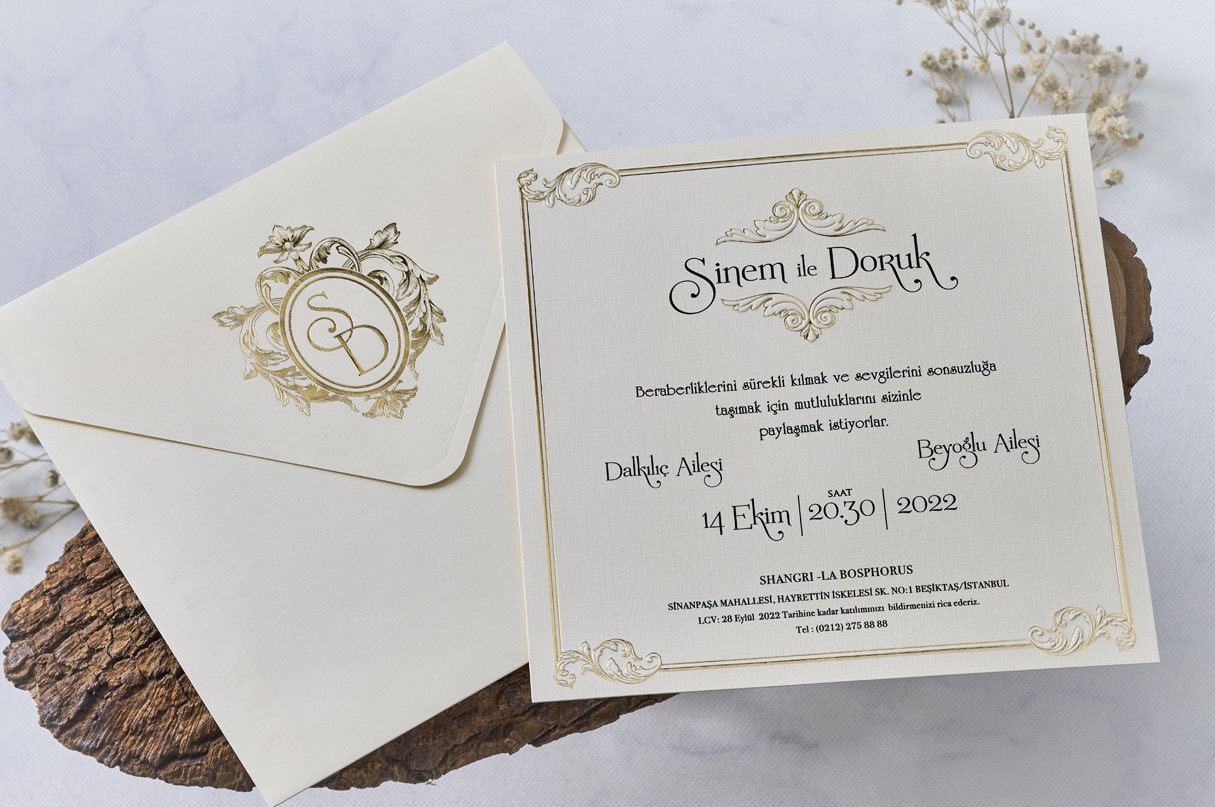 S
D
Sinem ile Doruk
Beraberliklerini sürekli kılmak ve sevgilerini sonsuzluğa
taşımak için mutluluklarını sizinle
paylaşmak istiyorlar.
Dalkılıç Ailesi
Beyoğlu Ailesi
SAAT
14 Ekim | 20.30 | 2022
SHANGRI -LA BOSPHORUS
SİNANPAŞA MAHALLESİ, HAYRETTİN İSKELESİ SK. NO:1 BEŞİKTAŞ/İSTANBUL
LCV: 28 Eylül 2022 Tarihine kadar katılımınızı bildirmenizi rica ederiz.
Tel : (0212) 275 88 88